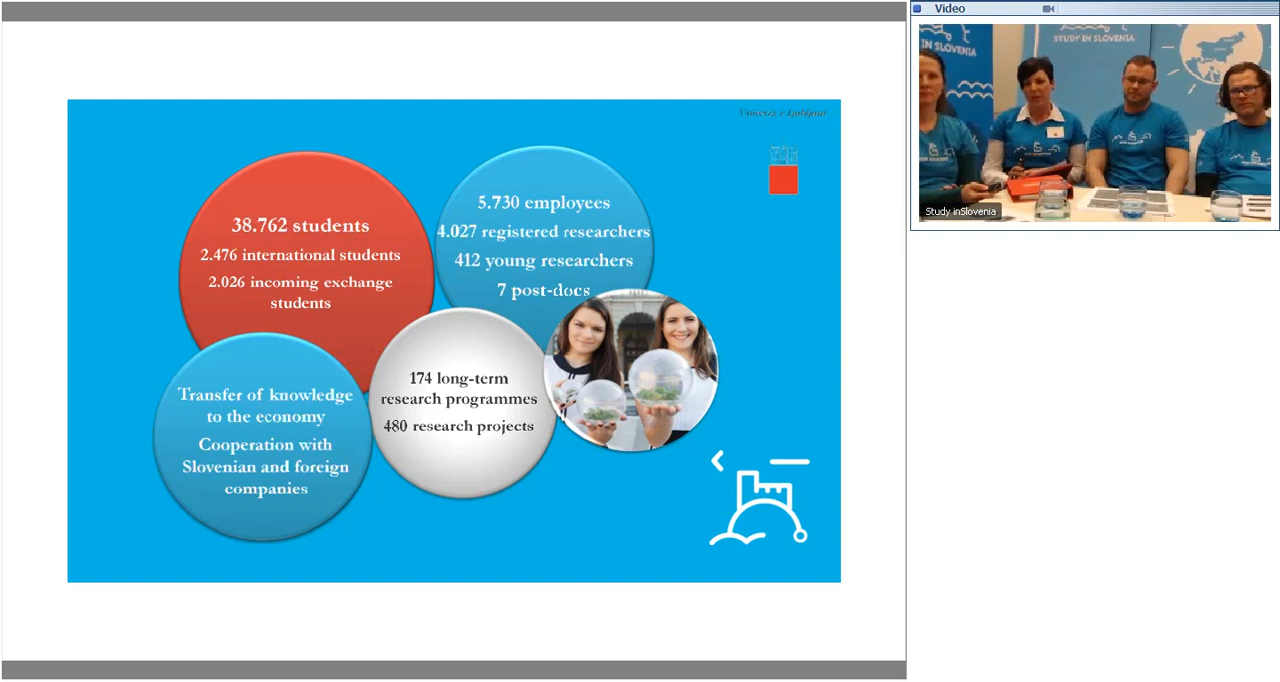 38.762 students
2.476 international students
2.026 incoming exchange
students
5.730 employees
4.027 registered researchers
412 young researchers
7 post-docs
174 long-term
research programmes
480 research projects
Transfer of knowledge
to the economy
Cooperation with
Slovenian and foreign
companies
Video
IN SLOVENIA
STUDY IN SLOVENIA
Study inSlovenia